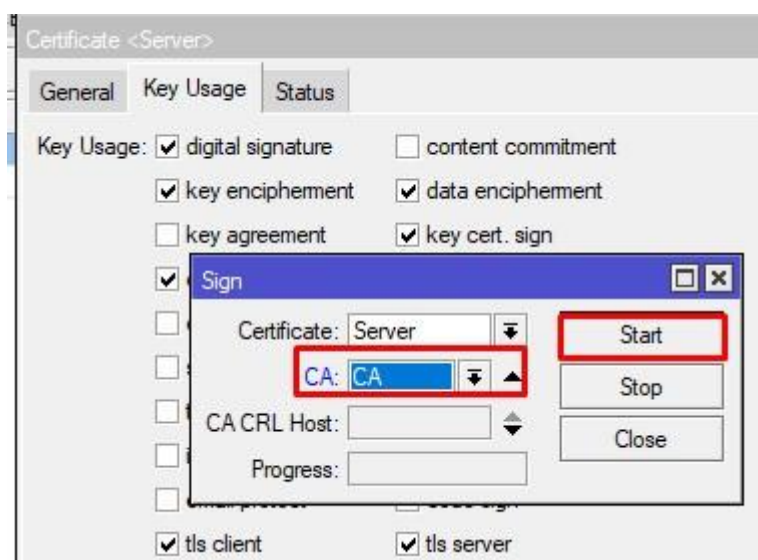 Certificate <Server>
General Key Usage Status
Key Usage: digital signature content commitment
key encipherment data encipherment
key agreement key cert. sign
Sign
Certificate: Server Start
CA: CA Stop
CA CRL Host: Close
Progress:
tls client tls server